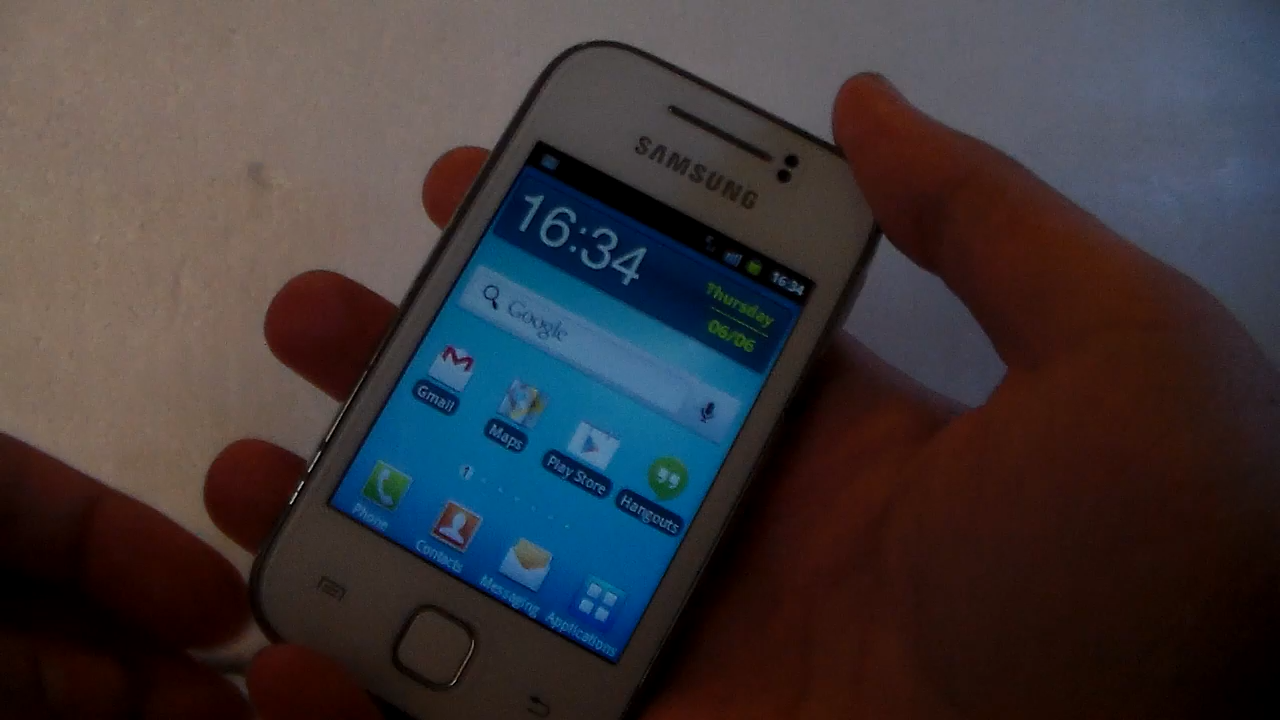 SAMSUNG
16:34
16:34
Thursday
06/06
Google
Gmail
Maps
Play Store
Hangouts
1
Phone
Contacts
Messaging
Applications